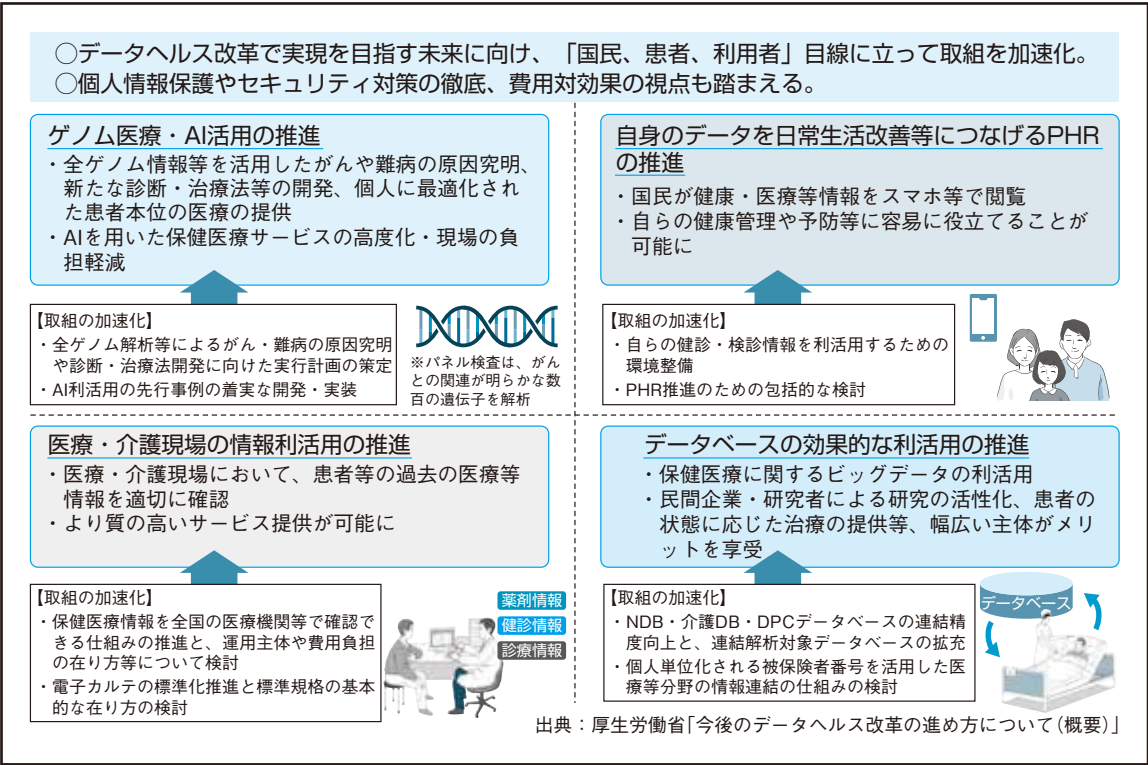 ○データヘルス改革で実現を目指す未来に向け、「国民、患者、利用者」目線に立って取組を加速化。
○個人情報保護やセキュリティ対策の徹底、費用対効果の視点も踏まえる。
ゲノム医療・AI活用の推進
・全ゲノム情報等を活用したがんや難病の原因究明、
新たな診断・治療法等の開発、個人に最適化され
た患者本位の医療の提供
・AIを用いた保健医療サービスの高度化・現場の負
担軽減
【取組の加速化】
・全ゲノム解析等によるがん・難病の原因究明
や診断・治療法開発に向けた実行計画の策定
・AI利活用の先行事例の着実な開発・実装
※パネル検査は、がん
との関連が明らかな数
百の遺伝子を解析
自身のデータを日常生活改善等につなげるPHR
の推進
・国民が健康・医療等情報をスマホ等で閲覧
・自らの健康管理や予防等に容易に役立てることが
可能に
【取組の加速化】
・自らの健診・検診情報を利活用するための
環境整備
・PHR推進のための包括的な検討
医療・介護現場の情報利活用の推進
・医療・介護現場において、患者等の過去の医療等
情報を適切に確認
・より質の高いサービス提供が可能に
【取組の加速化】
・保健医療情報を全国の医療機関等で確認で
きる仕組みの推進と、運用主体や費用負担
の在り方等について検討
・電子カルテの標準化推進と標準規格の基本
的な在り方の検討
薬剤情報
健診情報
診療情報
データベースの効果的な利活用の推進
・保健医療に関するビッグデータの利活用
・民間企業・研究者による研究の活性化、患者の
状態に応じた治療の提供等、幅広い主体がメリ
ットを享受
【取組の加速化】
・NDB・介護DB・DPCデータベースの連結精
度向上と、連結解析対象データベースの拡充
・個人単位化される被保険者番号を活用した医
療等分野の情報連結の仕組みの検討
データベース
出典：厚生労働省「今後のデータヘルス改革の進め方について（概要）」